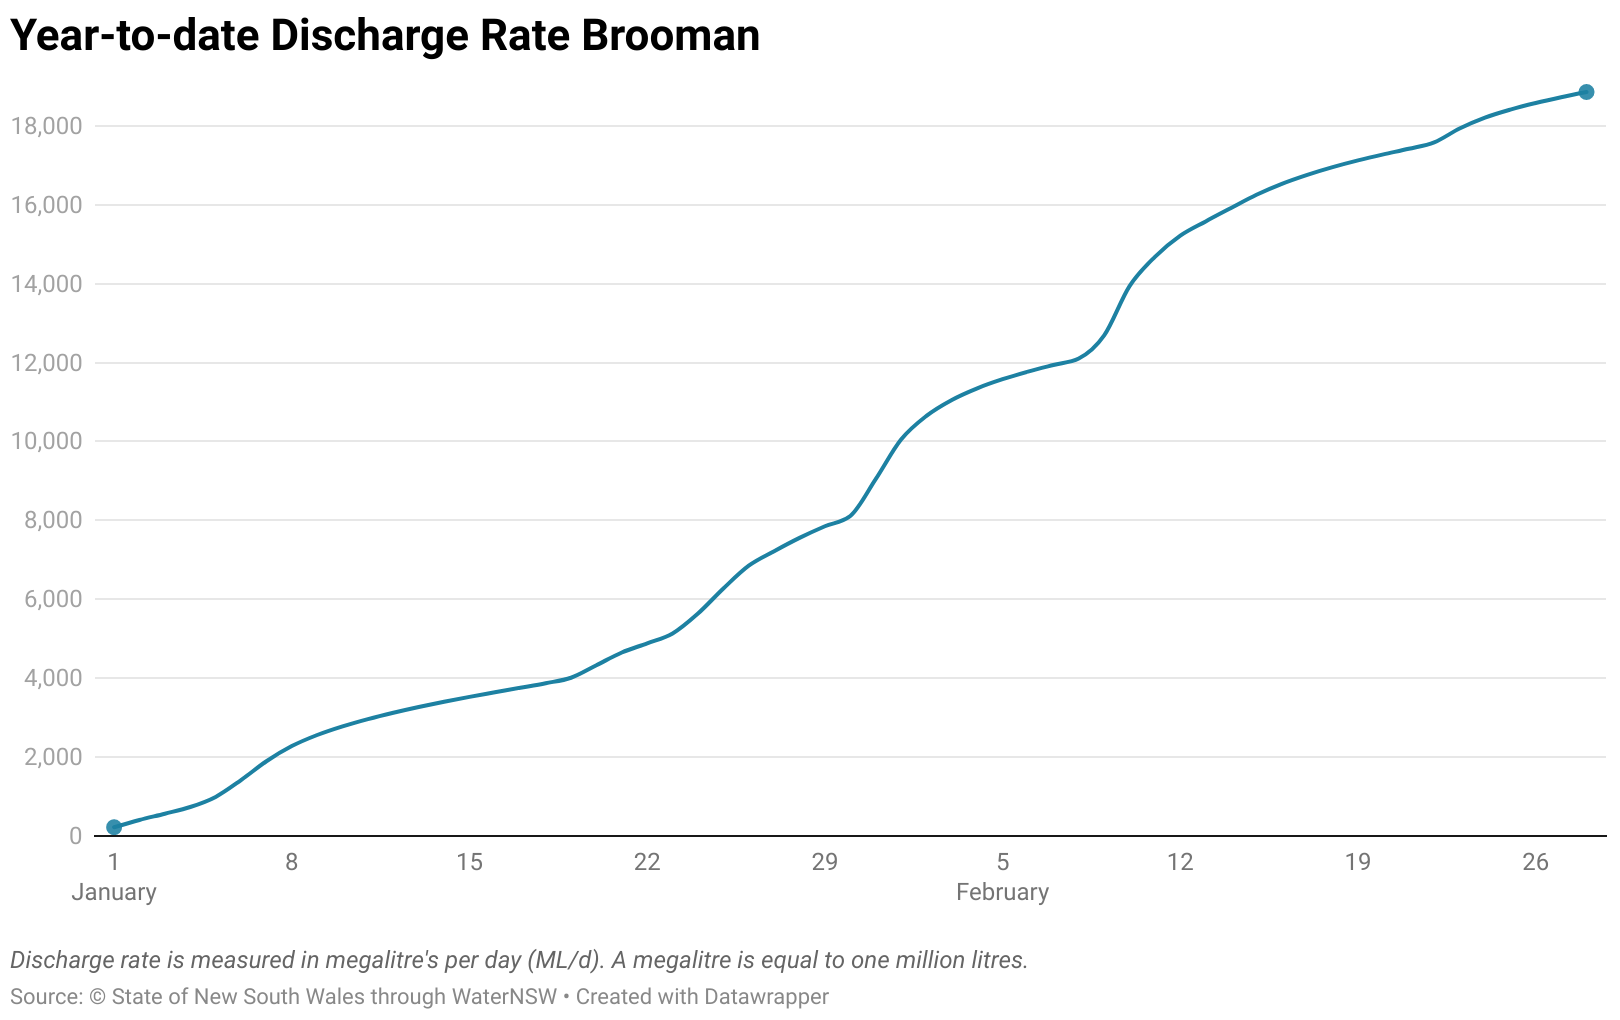 Year-to-date Discharge Rate Brooman
18,000
16,000
14,000
12,000
10,000
8,000
6,000
4,000
2,000
0
1 8 15 22 29 5 12 19 26
January February
Discharge rate is measured in megalitre's per day (ML/d). A megalitre is equal to one million litres.
Source: © State of New South Wales through WaterNSW • Created with Datawrapper